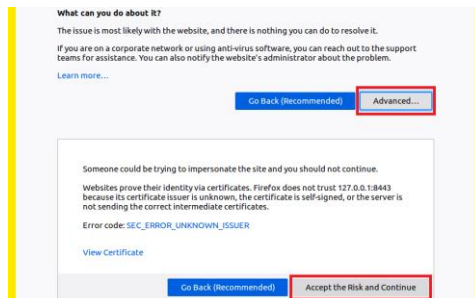 What can you do about it?
The issue is most likely with the website, and there is nothing you can do to resolve it.
If you are on a corporate network or using anti-virus software, you can reach out to the support
teams for assistance. You can also notify the website's administrator about the problem.
Learn more...
Go Back (Recommended) Advanced...
Someone could be trying to impersonate the site and you should not continue.
Websites prove their identity via certificates. Firefox does not trust 127.0.0.1:8443
because its certificate issuer is unknown, the certificate is self-signed, or the server is
not sending the correct intermediate certificates.
Error code: SEC_ERROR_UNKNOWN_ISSUER
View Certificate
Go Back (Recommended) Accept the Risk and Continue